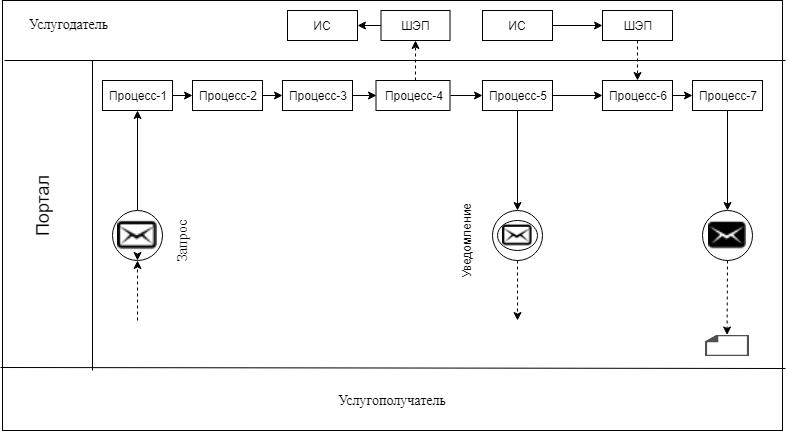 Услугодатель
ИС
ШЭП
ИС
ШЭП
Портал
Процесс-1
Процесс-2
Процесс-3
Процесс-4
Процесс-5
Процесс-6
Процесс-7
Запрос
Уведомление
Услугополучатель